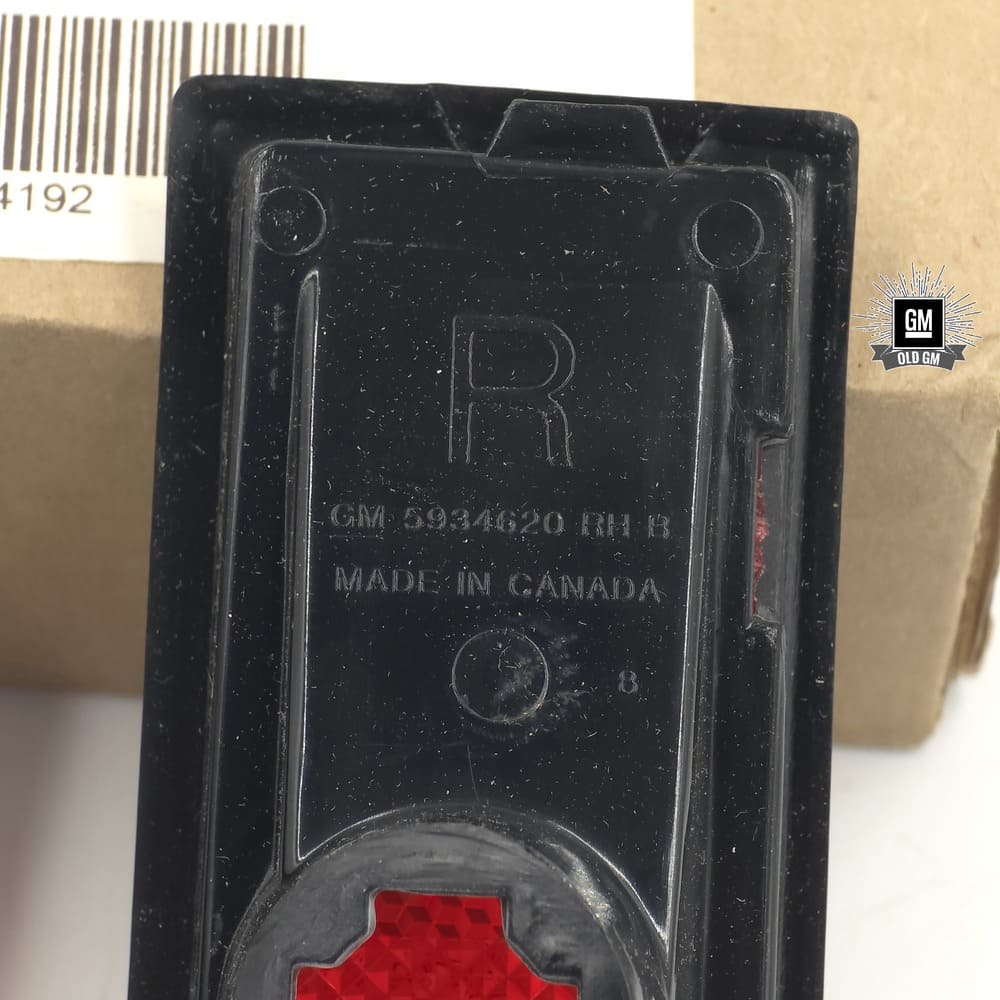 4192
GM
OLD GM
R
GM 5934620 RH B
MADE IN CANADA
8